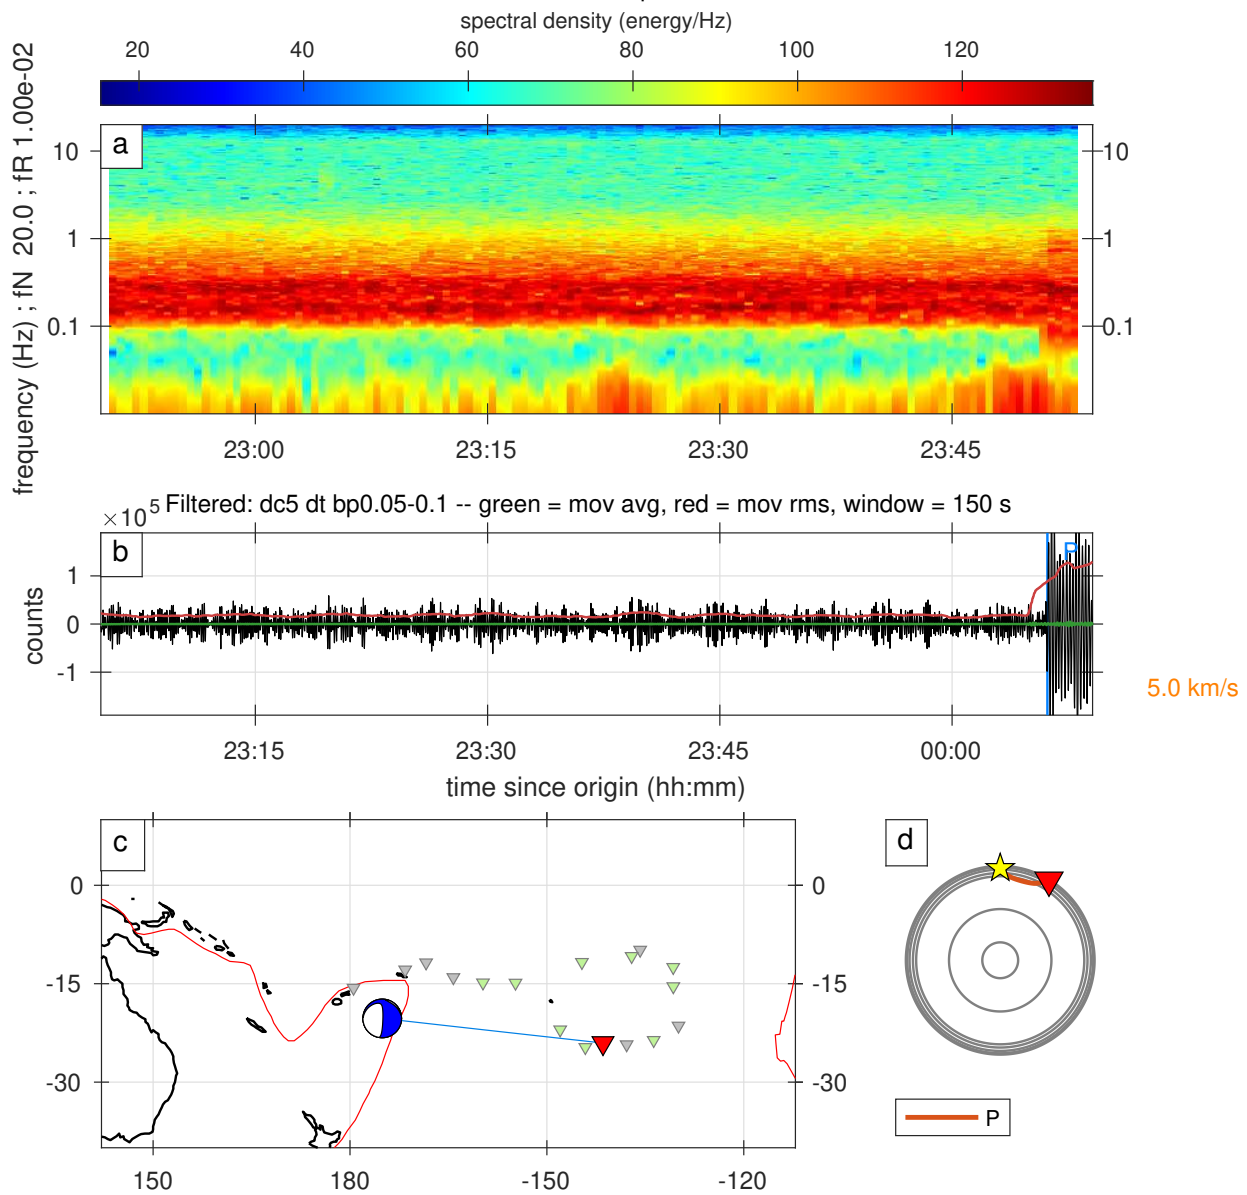 spectral density (energy/Hz)
20 40 60 80 100 120
frequency (Hz) ; fN 20.0 ; fR 1.00e-02
a
10 10
1 1
0.1 0.1
23:00 23:15 23:30 23:45
×10 5 Filtered: dc5 dt bp0.05-0.1 -- green = mov avg, red = mov rms, window = 150 s
b
P
counts
1
0
-1
5.0 km/s
23:15 23:30 23:45 00:00
time since origin (hh:mm)
c
d
0 0
-15 -15
-30 -30
150 180 -150 -120
P